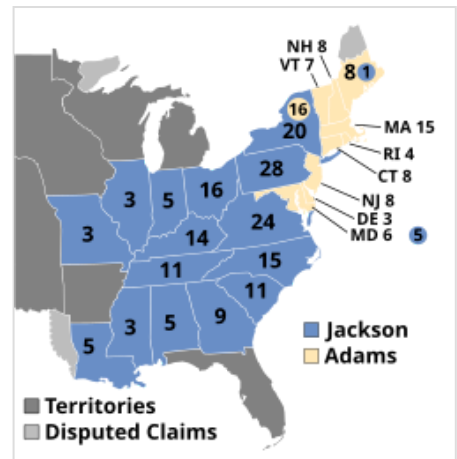 NH 8
VT 7
8 1
16
20
MA 15
RI 4
CT 8
28
NJ 8
DE 3
MD 6 5
3
5
16
3
24
14
11
15
11
3
5
9
5
Jackson
Adams
Territories
Disputed Claims